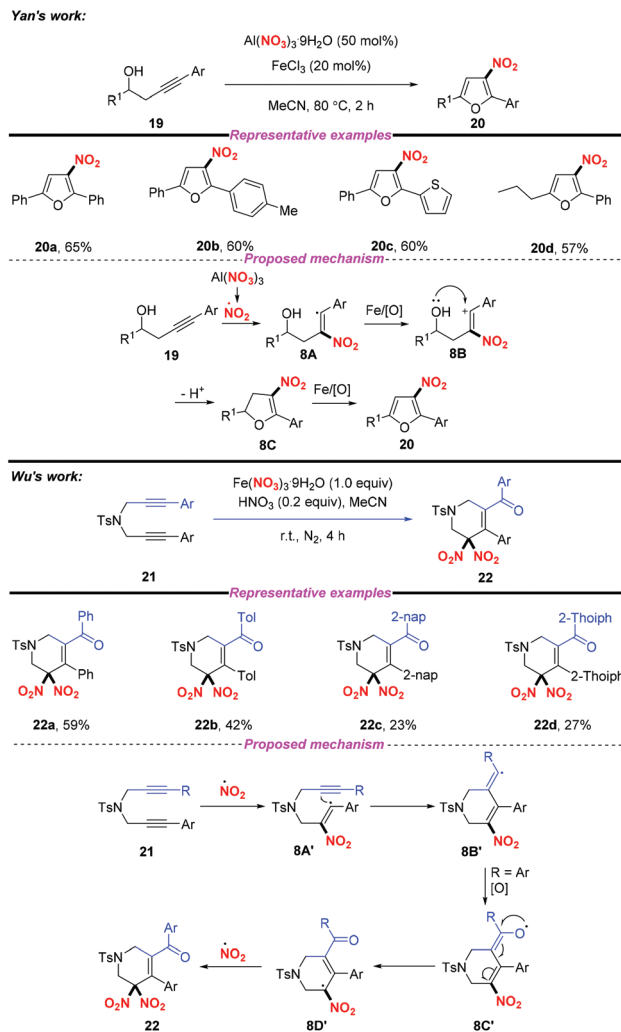 Yan's work:
Al(NO3)3·9H2O (50 mol%)
FeCl3 (20 mol%)
MeCN, 80 °C, 2 h
OH
R1
Ar
19
NO2
R1
O
Ar
20
Representative examples
NO2
Ph
O
Ph
20a, 65%
NO2
Ph
O
Me
20b, 60%
NO2
S
Ph
O
20c, 60%
NO2
O
Ph
20d, 57%
Proposed mechanism
Al(NO3)3
OH
R1
Ar
19
NO2
OH
R1
Ar
NO2
8A
Fe/[O]
OH
R1
+
Ar
NO2
8B
- H+
NO2
R1
O
Ar
8C
Fe/[O]
NO2
R1
O
Ar
20
Wu's work:
Fe(NO3)3·9H2O (1.0 equiv)
HNO3 (0.2 equiv), MeCN
r.t., N2, 4 h
Ar
TsN
Ar
21
Ar
O
TsN
Ar
NO2 NO2
22
Representative examples
Ph
O
TsN
Ph
NO2 NO2
22a, 59%
Tol
O
TsN
Tol
NO2 NO2
22b, 42%
2-nap
O
TsN
2-nap
NO2 NO2
22c, 23%
2-Thoiph
O
TsN
2-Thoiph
NO2 NO2
22d, 27%
Proposed mechanism
R
TsN
Ar
21
NO2
R
TsN
Ar
NO2
8A'
R
TsN
Ar
NO2
8B'
R = Ar
[O]
R
O
TsN
Ar
NO2
8C'
R
O
TsN
Ar
NO2
8D'
NO2
Ar
O
TsN
Ar
NO2 NO2
22